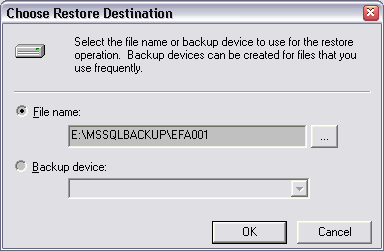 Choose Restore Destination
Select the file name or backup device to use for the restore
operation. Backup devices can be created for files that you
use frequently.
File name:
E:\MSSQLBACKUP\EFA001
...
Backup device:
OK
Cancel